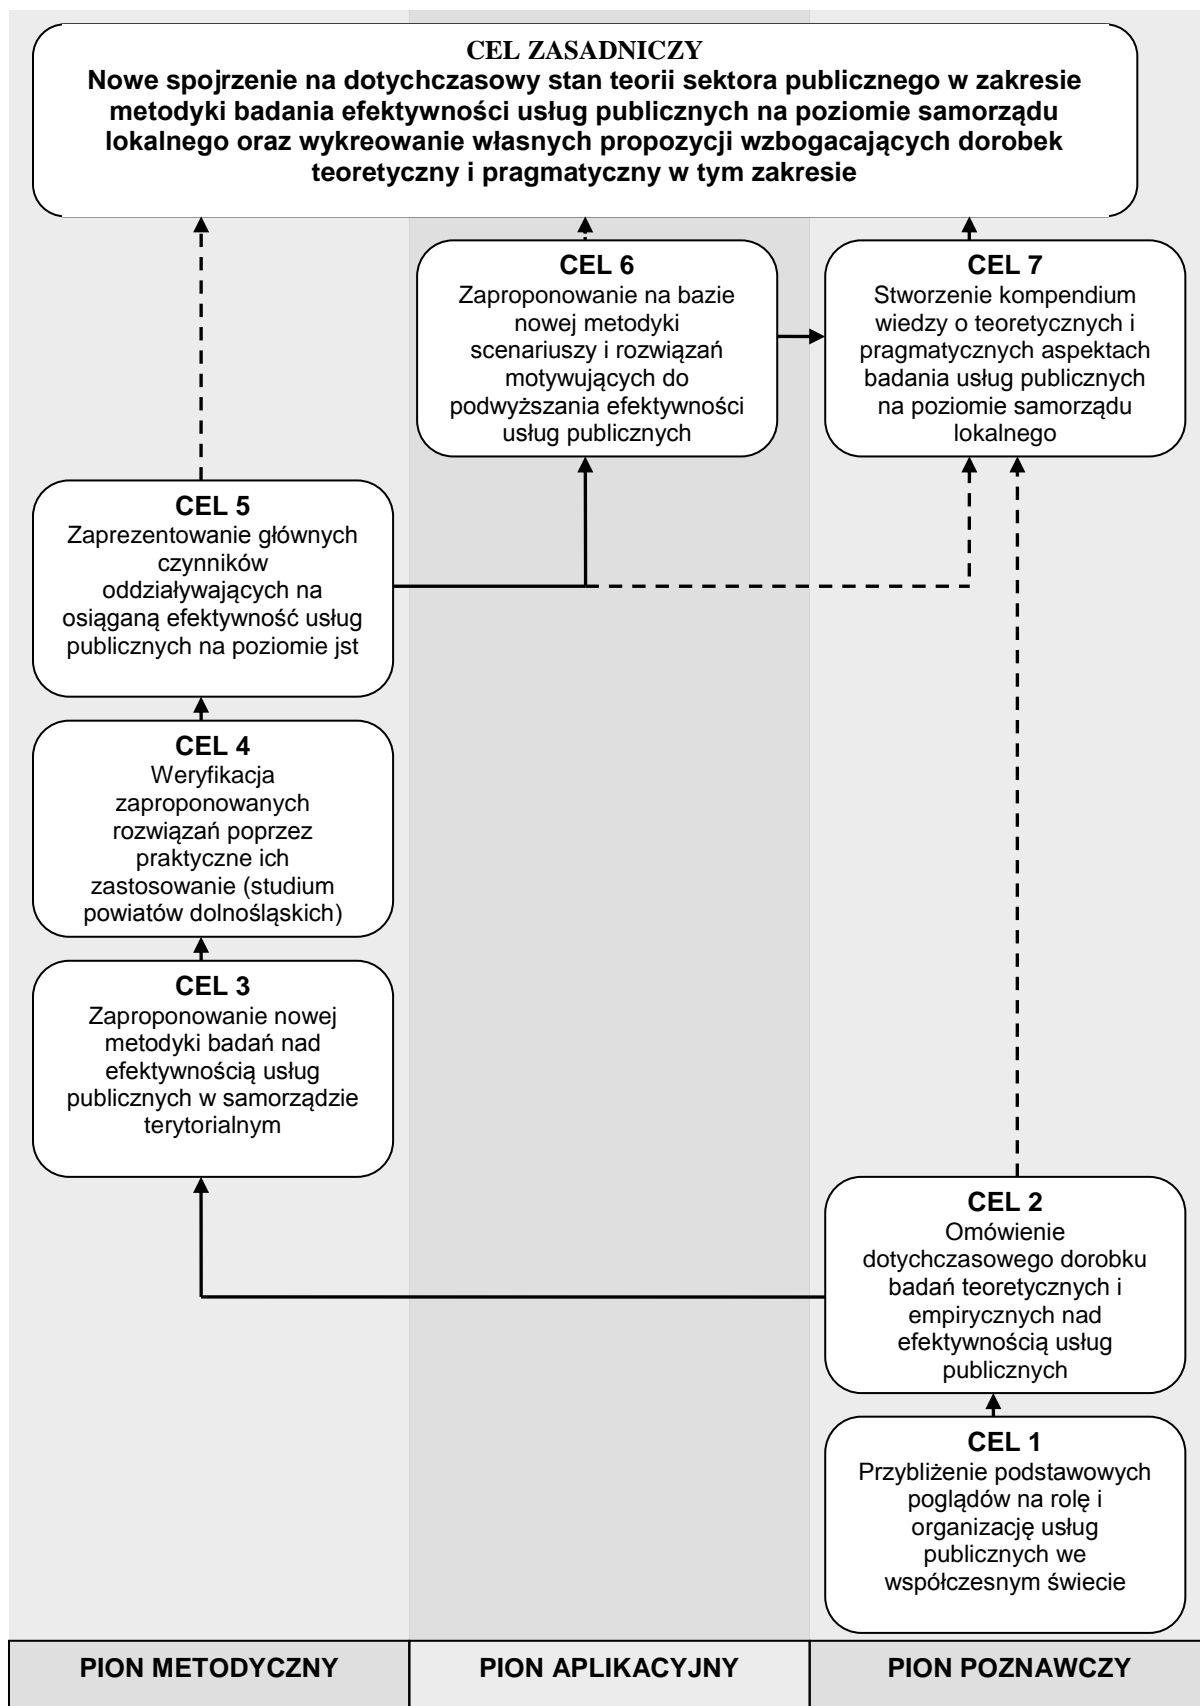 CEL ZASADNICZY
Nowe spojrzenie na dotychczasowy stan teorii sektora publicznego w zakresie
metodyki badania efektywności usług publicznych na poziomie samorządu
lokalnego oraz wykreowanie własnych propozycji wzbogacających dorobek
teoretyczny i pragmatyczny w tym zakresie
CEL 6
Zaproponowanie na bazie
nowej metodyki
scenariuszy i rozwiązań
motywujących do
podwyższania efektywności
usług publicznych
CEL 7
Stworzenie kompendium
wiedzy o teoretycznych i
pragmatycznych aspektach
badania usług publicznych
na poziomie samorządu
lokalnego
CEL 5
Zaprezentowanie głównych
czynników
oddziaływających na
osiąganą efektywność usług
publicznych na poziomie jst
CEL 4
Weryfikacja
zaproponowanych
rozwiązań poprzez
praktyczne ich
zastosowanie (studium
powiatów dolnośląskich)
CEL 3
Zaproponowanie nowej
metodyki badań nad
efektywnością usług
publicznych w samorządzie
terytorialnym
CEL 2
Omówienie
dotychczasowego dorobku
badań teoretycznych i
empirycznych nad
efektywnością usług
publicznych
CEL 1
Przybliżenie podstawowych
poglądów na rolę i
organizację usług
publicznych we
współczesnym świecie
PION METODYCZNY
PION APLIKACYJNY
PION POZNAWCZY